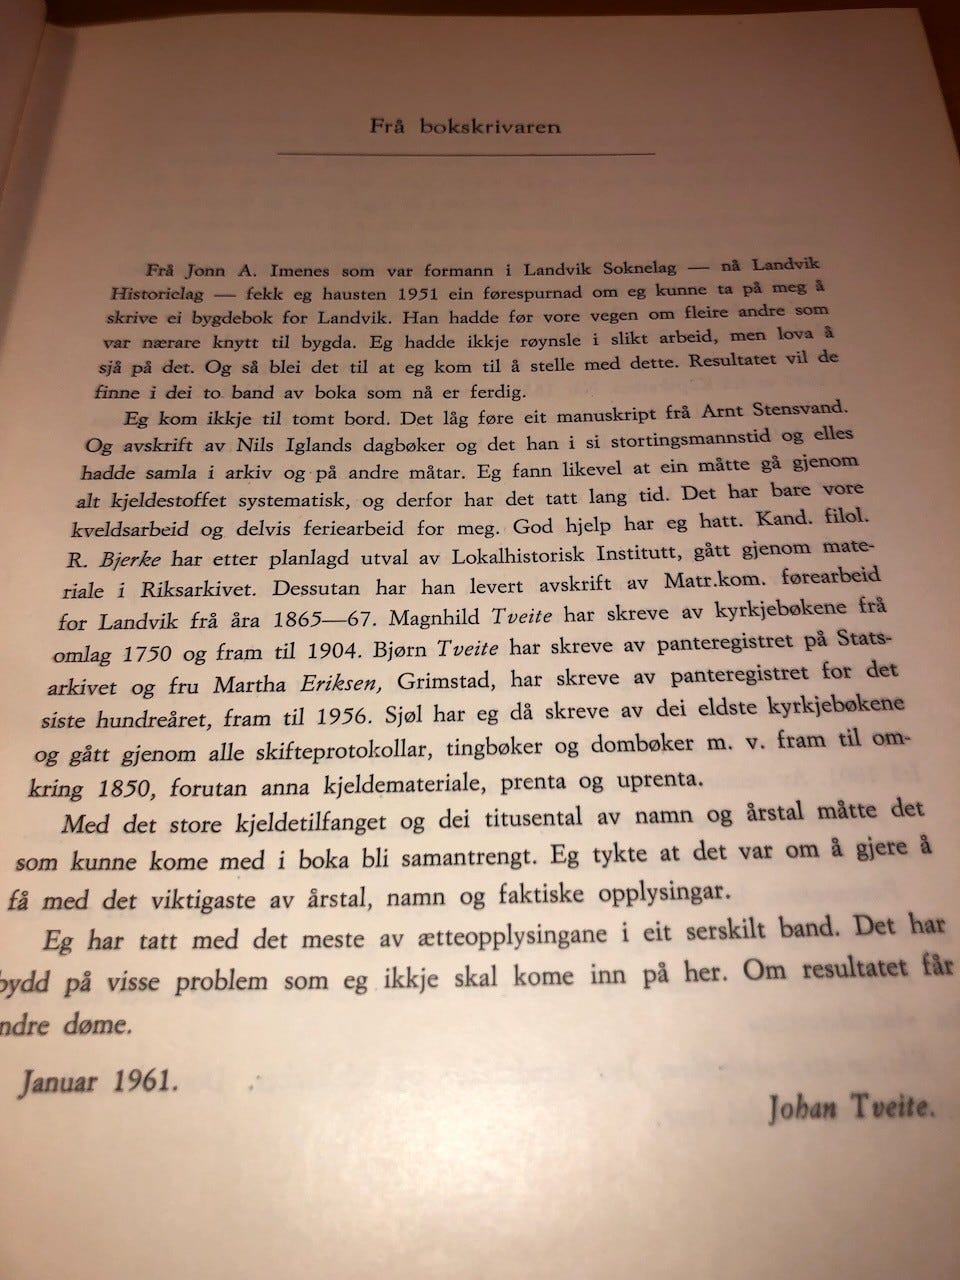 Frå bokskrivaren
Frå Jonn A. Imenes som var formann i Landvik Soknelag — nå Landvik
Historielag — fekk eg hausten 1951 ein førespurnad om eg kunne ta på meg å
skrive ei bygdebok for Landvik. Han hadde før vore vegen om fleire andre som
var nærare knytt til bygda. Eg hadde ikkje røynsle i slikt arbeid, men lova å
sjå på det. Og så blei det til at eg kom til å stelle med dette. Resultatet vil de
finne i dei to band av boka som nå er ferdig.
Eg kom ikkje til tomt bord. Det låg føre eit manuskript frå Arnt Stensvand.
Og avskrift av Nils Iglands dagbøker og det han i si stortingsmannstid og elles
hadde samla i arkiv og på andre måtar. Eg fann likevel at ein måtte gå gjenom
alt kjeldestoffet systematisk, og derfor har det tatt lang tid. Det har bare vore
kveldsarbeid og delvis feriearbeid for meg. God hjelp har eg hatt. Kand. filol.
R. Bjerke har etter planlagd utval av Lokalhistorisk Institutt, gått gjenom mate-
riale i Riksarkivet. Dessutan har han levert avskrift av Matr.kom. førearbeid
for Landvik frå åra 1865—67. Magnhild Tveite har skreve av kyrkjebøkene frå
omlag 1750 og fram til 1904. Bjørn Tveite har skreve av panteregistret på Stats-
arkivet og fru Martha Eriksen, Grimstad, har skreve av panteregistret for det
siste hundreåret, fram til 1956. Sjøl har eg då skreve av dei eldste kyrkjebøkene
og gått gjenom alle skifteprotokollar, tingbøker og dombøker m. v. fram til om-
kring 1850, forutan anna kjeldemateriale, prenta og uprenta.
Med det store kjeldetilfanget og dei titusental av namn og årstal måtte det
som kunne kome med i boka bli samantrengt. Eg tykte at det var om å gjere å
få med det viktigaste av årstal, namn og faktiske opplysingar.
Eg har tatt med det meste av ætteopplysingane i eit serskilt band. Det har
bydd på visse problem som eg ikkje skal kome inn på her. Om resultatet får
ndre døme.
Januar 1961.
Johan Tveite.